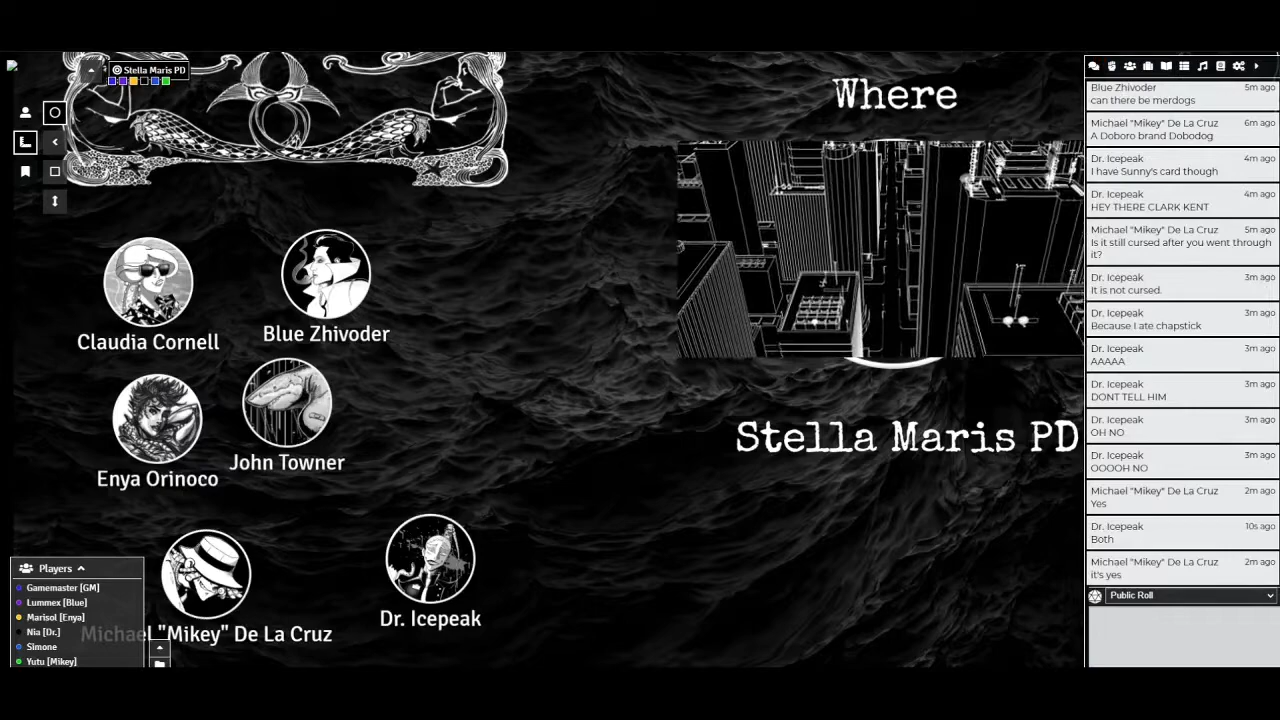 Stella Maris PD
Where
Stella Maris PD
Claudia Cornell
Blue Zhivoder
Enya Orinoco
John Towner
Michael "Mikey" De La Cruz
Dr. Icepeak
Players
Gamemaster [GM]
Lummex [Blue]
Marisol [Enya]
Nia [Dr.]
Simone
Yutu [Mikey]
Blue Zhivoder 5m ago
can there be merdogs
Michael "Mikey" De La Cruz 6m ago
A Doboro brand Dobodog
Dr. Icepeak 4m ago
I have Sunny's card though
Dr. Icepeak 4m ago
HEY THERE CLARK KENT
Michael "Mikey" De La Cruz 5m ago
Is it still cursed after you went through
it?
Dr. Icepeak 3m ago
It is not cursed.
Dr. Icepeak 3m ago
Because I ate chapstick
Dr. Icepeak 3m ago
AAAAA
Dr. Icepeak 3m ago
DONT TELL HIM
Dr. Icepeak 3m ago
OH NO
Dr. Icepeak 3m ago
OOOOH NO
Michael "Mikey" De La Cruz 2m ago
Yes
Dr. Icepeak 10s ago
Both
Michael "Mikey" De La Cruz 2m ago
it's yes
Public Roll